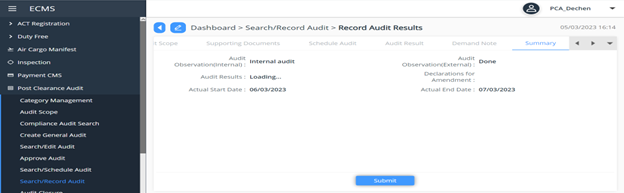 ECMS
PCA_Dechen
ACT Registration
Duty Free
Air Cargo Manifest
Inspection
Payment CMS
Post Clearance Audit
Category Management
Audit Scope
Compliance Audit Search
Create General Audit
Search/Edit Audit
Approve Audit
Search/Schedule Audit
Search/Record Audit
Audit Closure
Dashboard > Search/Record Audit > Record Audit Results
05/03/2023 16:14
t Scope Supporting Documents Schedule Audit Audit Result Demand Note Summary
Audit Observation(Internal) : Internal audit
Audit Observation(External) : Done
Audit Results : Loading...
Declarations for Amendment :
Actual Start Date : 06/03/2023
Actual End Date : 07/03/2023
Submit